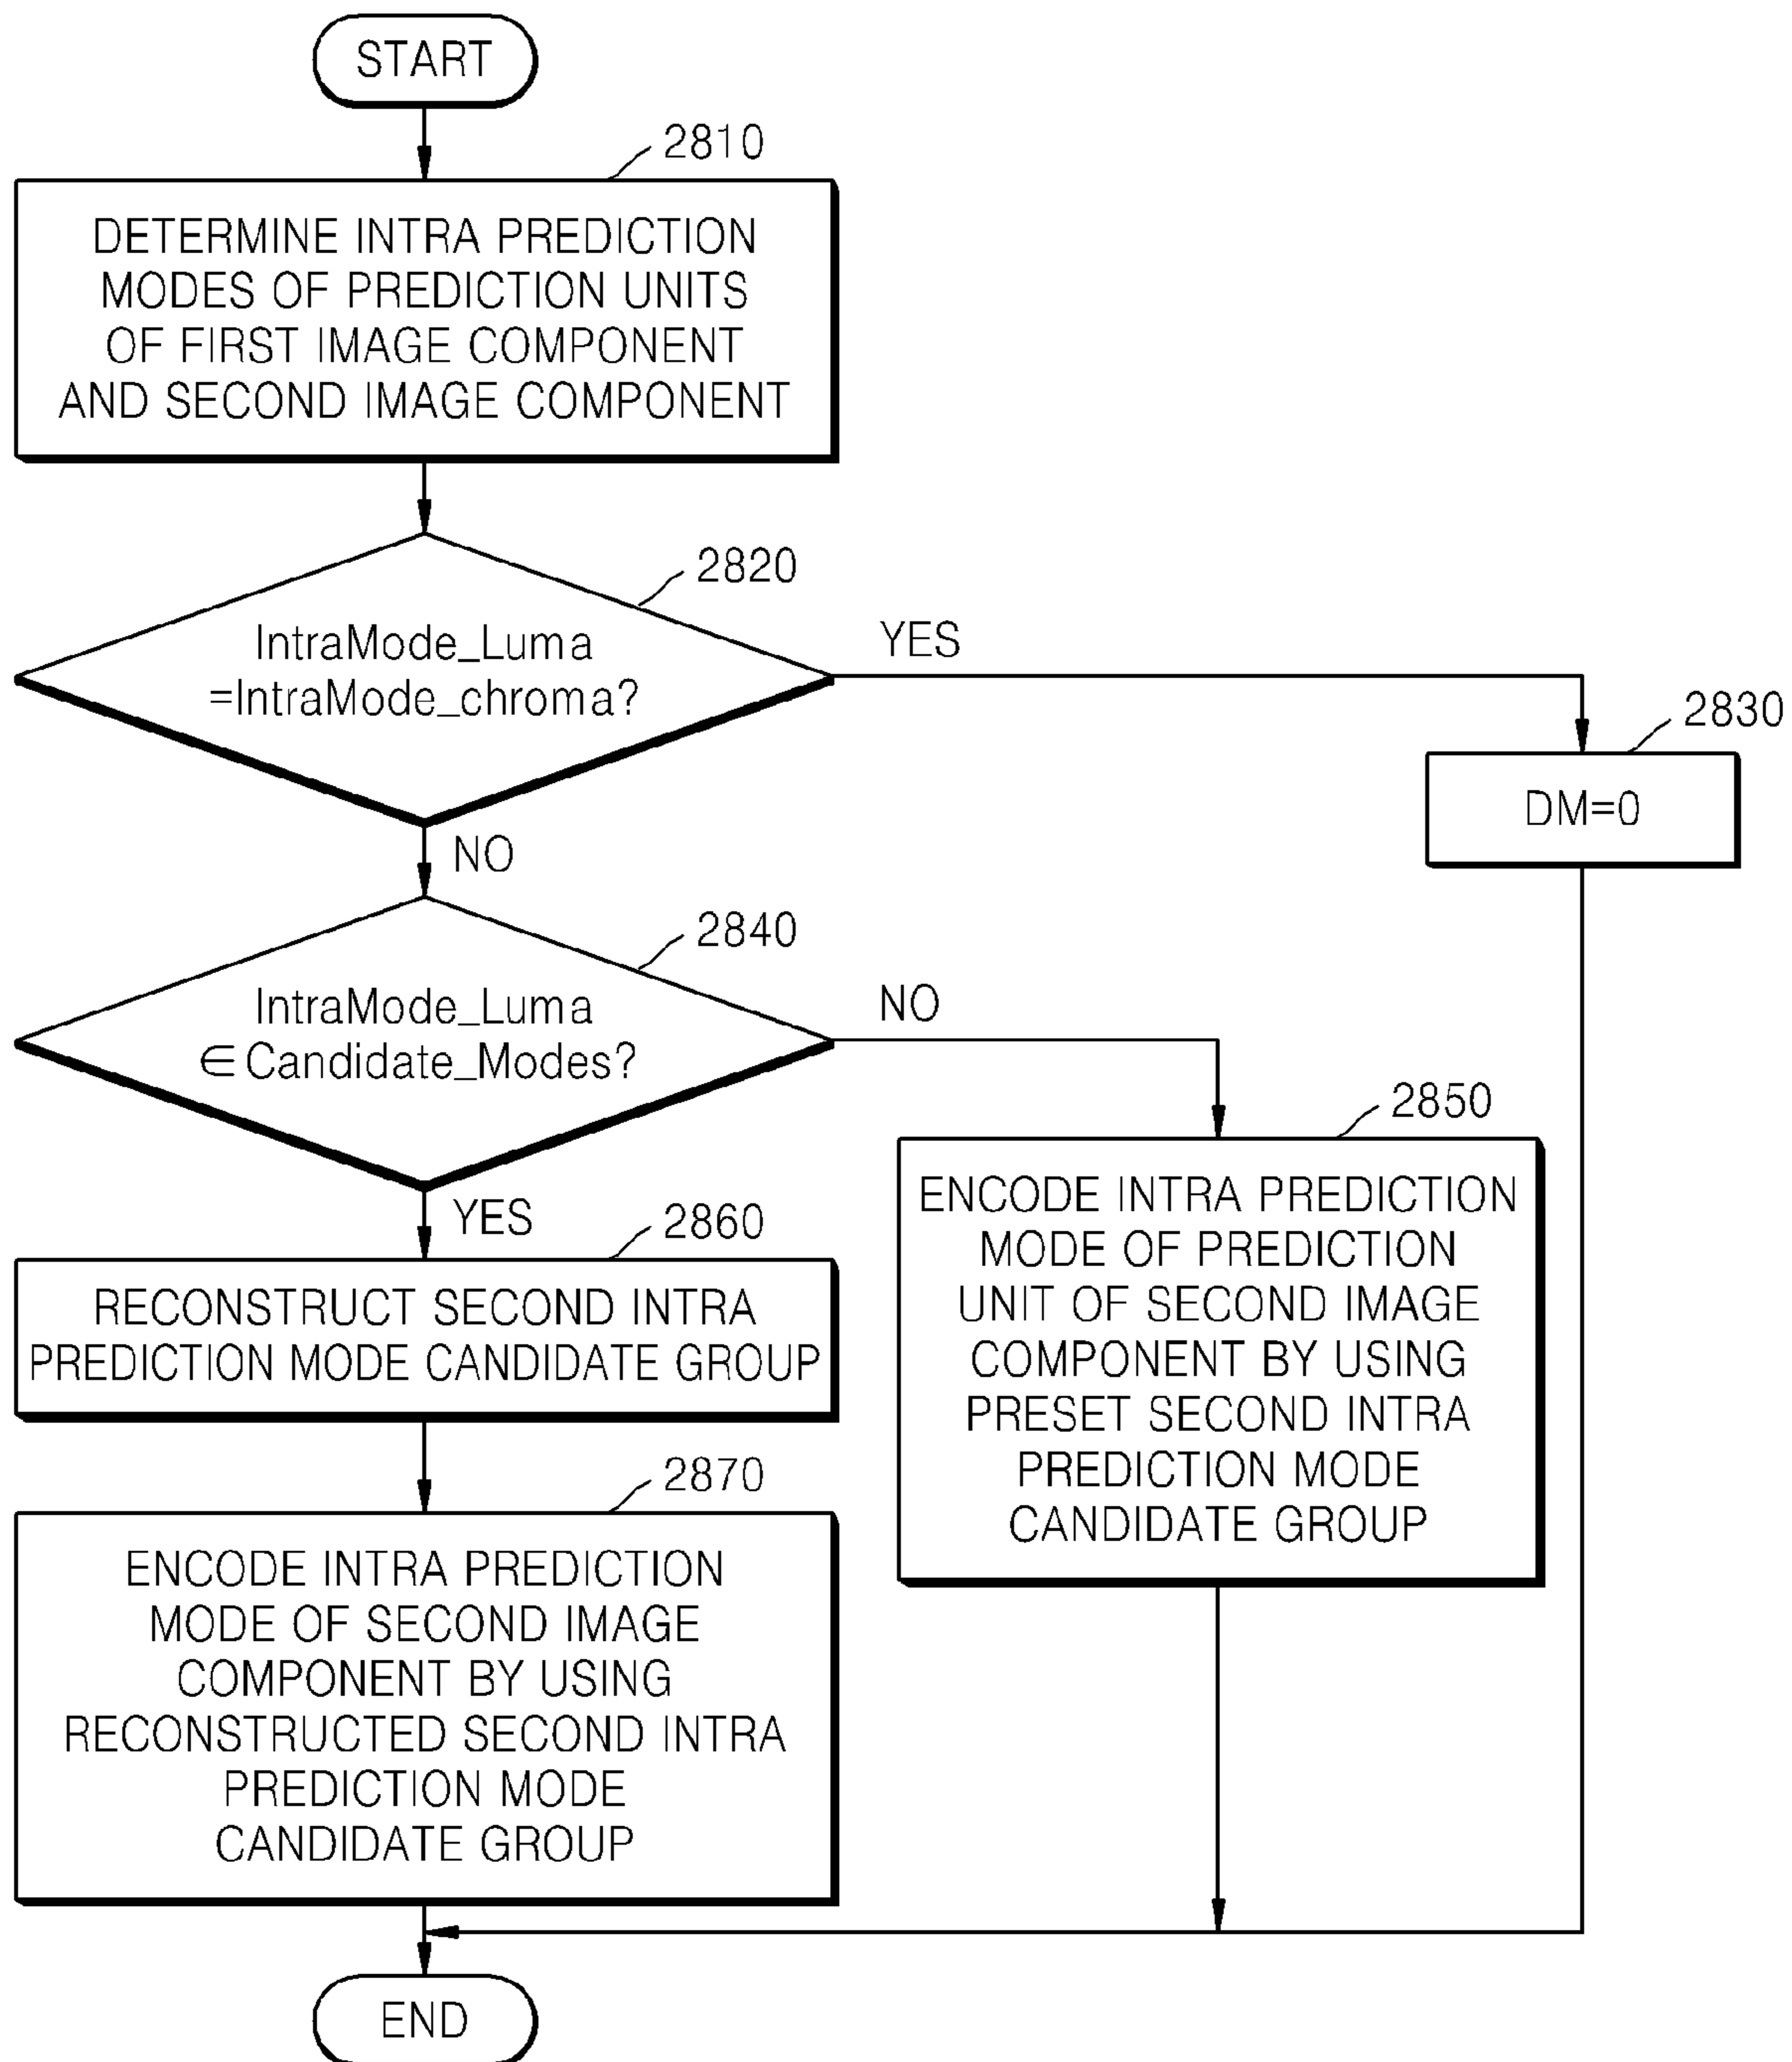 START
2810
DETERMINE INTRA PREDICTION
MODES OF PREDICTION UNITS
OF FIRST IMAGE COMPONENT
AND SECOND IMAGE COMPONENT
2820
IntraMode_Luma
=IntraMode_chroma?
YES
2830
DM=0
NO
2840
IntraMode_Luma
∈Candidate_Modes?
NO
2850
ENCODE INTRA PREDICTION
MODE OF PREDICTION
UNIT OF SECOND IMAGE
COMPONENT BY USING
PRESET SECOND INTRA
PREDICTION MODE
CANDIDATE GROUP
YES
2860
RECONSTRUCT SECOND INTRA
PREDICTION MODE CANDIDATE GROUP
2870
ENCODE INTRA PREDICTION
MODE OF SECOND IMAGE
COMPONENT BY USING
RECONSTRUCTED SECOND INTRA
PREDICTION MODE
CANDIDATE GROUP
END